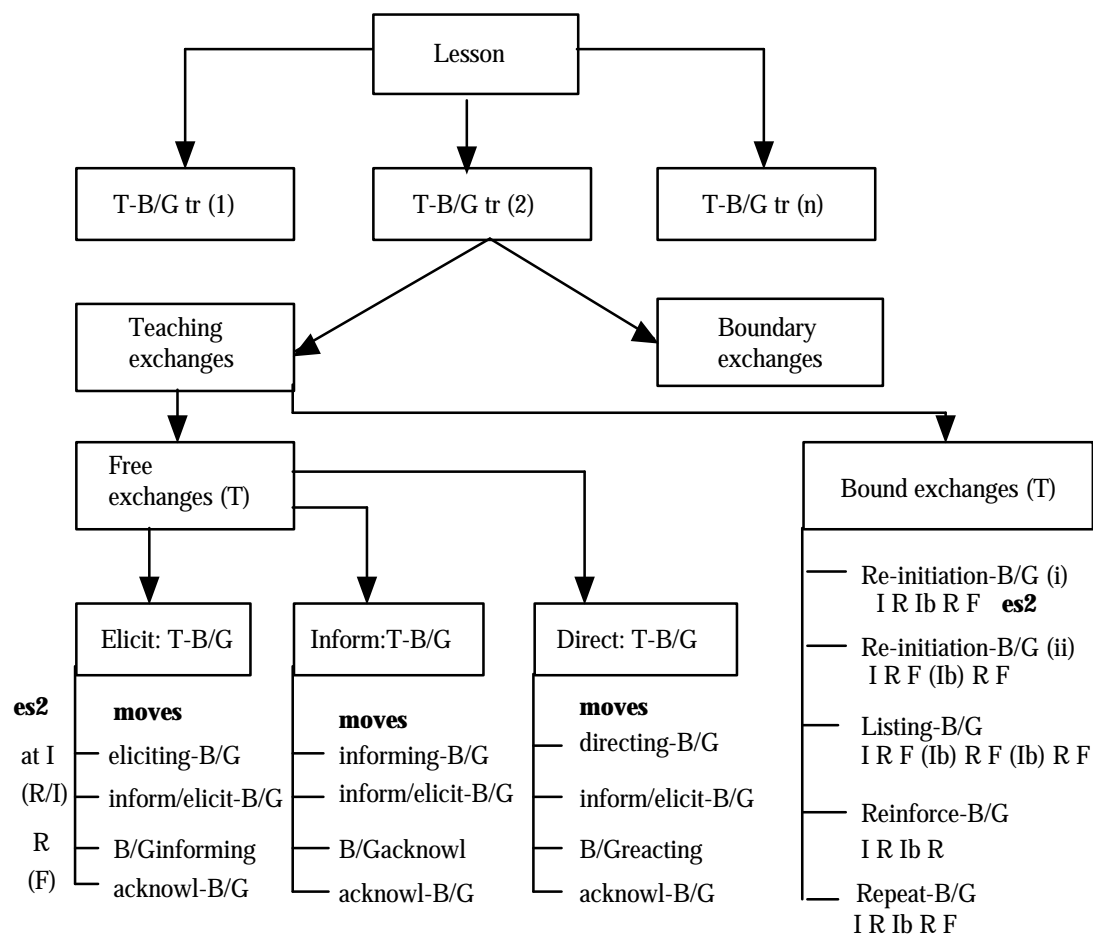 Lesson
T-B/G tr (1)
T-B/G tr (2)
T-B/G tr (n)
Teaching
exchanges
Boundary
exchanges
Free
exchanges (T)
Bound exchanges (T)
Elicit: T-B/G
Inform:T-B/G
Direct: T-B/G
es2
at I
(R/I)
R
(F)
moves
eliciting-B/G
inform/elicit-B/G
B/Ginforming
acknowl-B/G
moves
informing-B/G
inform/elicit-B/G
B/Gacknowl
acknowl-B/G
moves
directing-B/G
inform/elicit-B/G
B/Greacting
acknowl-B/G
Re-initiation-B/G (i)
I R Ib R F es2
Re-initiation-B/G (ii)
I R F (Ib) R F
Listing-B/G
I R F (Ib) R F (Ib) R F
Reinforce-B/G
I R Ib R
Repeat-B/G
I R Ib R F